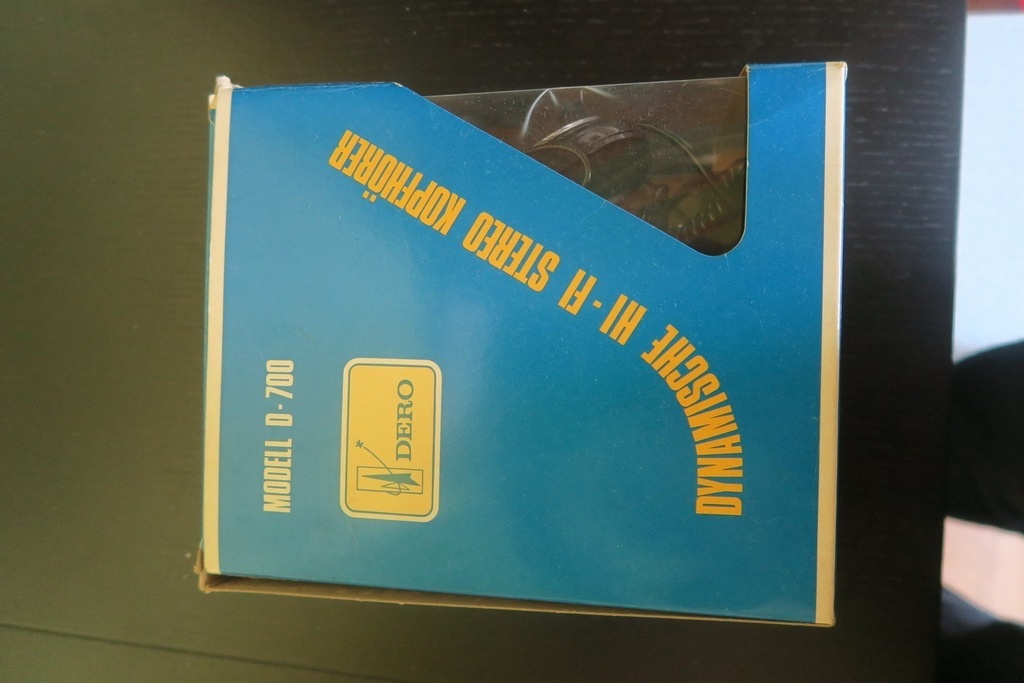 DYNAMISCHE HI-FI STEREO KOPFHÖRER
DERO
MODELL D-700